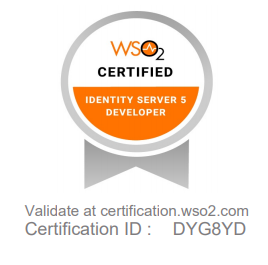 WSO2
CERTIFIED
IDENTITY SERVER 5
DEVELOPER
Validate at certification.wso2.com
Certification ID : DYG8YD